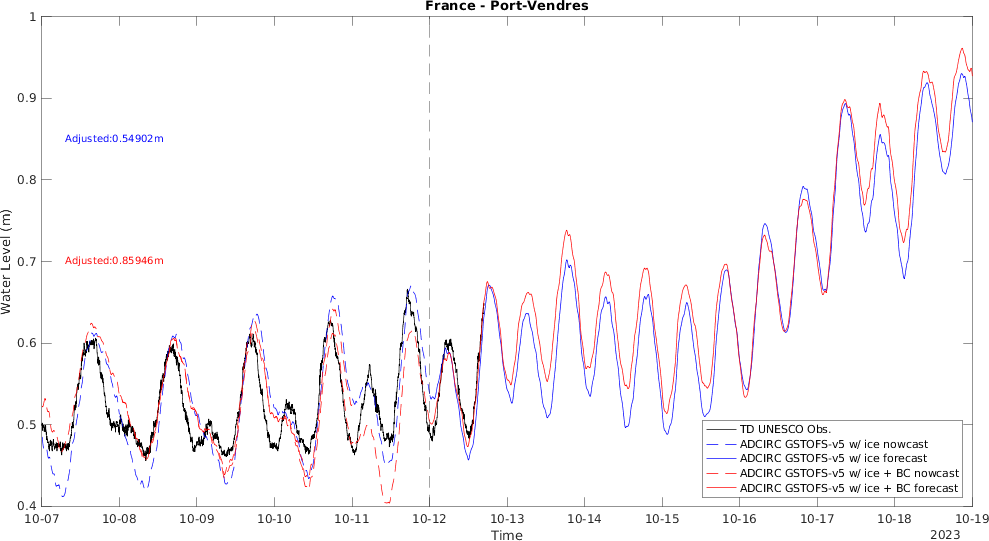 France - Port-Vendres
Water Level (m)
1
0.9
0.8
0.7
0.6
0.5
0.4
Adjusted:0.54902m
Adjusted:0.85946m
TD UNESCO Obs.
ADCIRC GSTOFS-v5 w/ ice nowcast
ADCIRC GSTOFS-v5 w/ ice forecast
ADCIRC GSTOFS-v5 w/ ice + BC nowcast
ADCIRC GSTOFS-v5 w/ ice + BC forecast
10-07 10-08 10-09 10-10 10-11 10-12 10-13 10-14 10-15 10-16 10-17 10-18 10-19
Time
2023